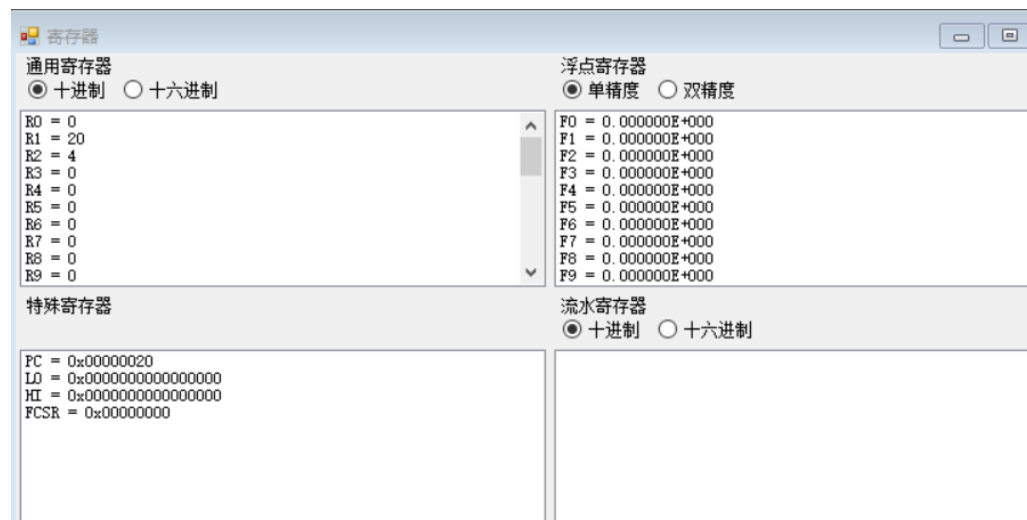 寄存器
通用寄存器
十进制 十六进制
R0 = 0
R1 = 20
R2 = 4
R3 = 0
R4 = 0
R5 = 0
R6 = 0
R7 = 0
R8 = 0
R9 = 0
浮点寄存器
单精度 双精度
F0 = 0.000000E+000
F1 = 0.000000E+000
F2 = 0.000000E+000
F3 = 0.000000E+000
F4 = 0.000000E+000
F5 = 0.000000E+000
F6 = 0.000000E+000
F7 = 0.000000E+000
F8 = 0.000000E+000
F9 = 0.000000E+000
特殊寄存器
PC = 0x00000020
LO = 0x0000000000000000
HI = 0x0000000000000000
FCSR = 0x00000000
流水寄存器
十进制 十六进制